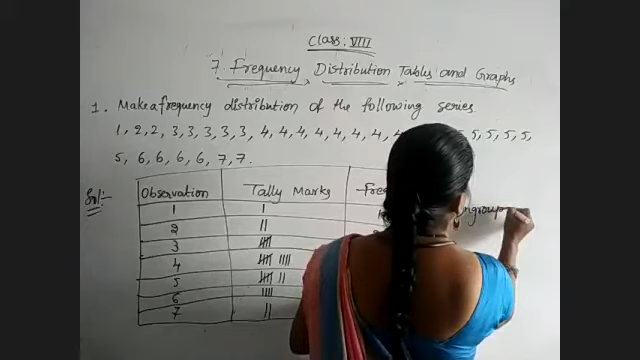 Class: VIII
7 Frequency Distribution Tables and Graphs
1. Make a frequency distribution of the following series.
1, 2, 2, 3, 3, 3, 3, 3, 4, 4, 4, 4, 4, 4, 4, 4 5, 5, 5, 5,
5, 6, 6, 6, 6, 7, 7.
Sol:-
Observation Tally Marks
1 |
2 ||
3 𝍸
4 𝍸 ||||
5 𝍸 ||
6 ||||
7 ||